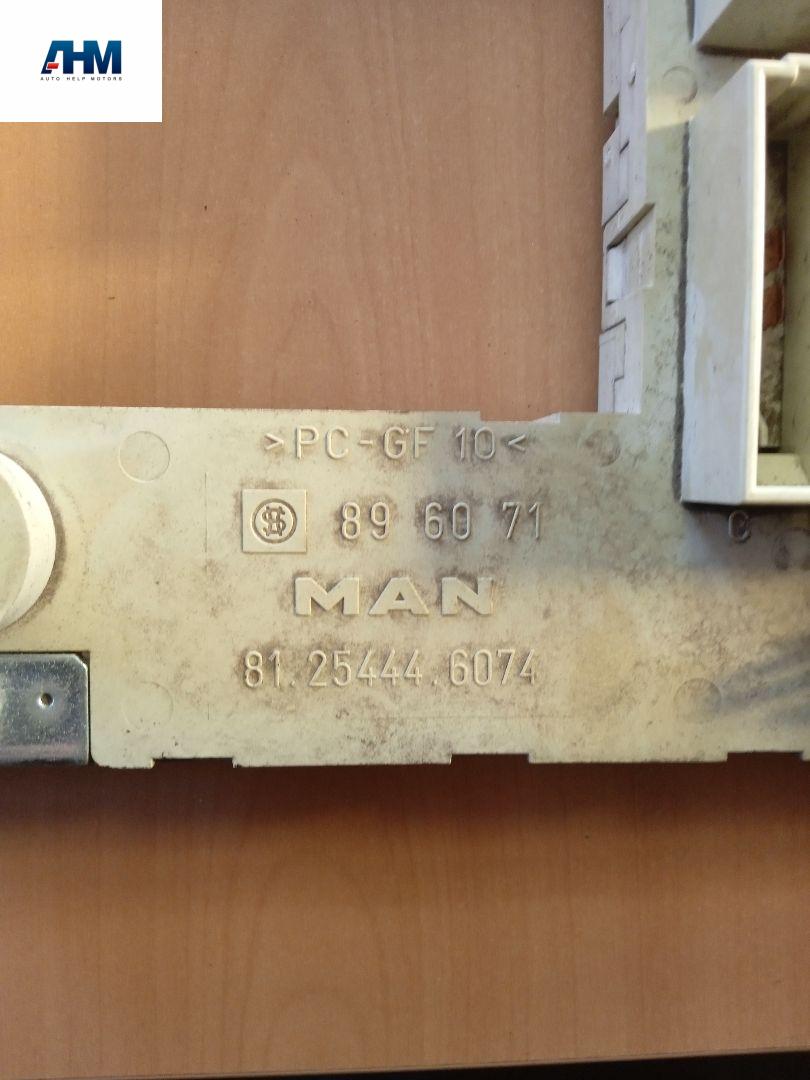 AHM
AUTO HELP MOTORS
>PC-GF 10<
89 60 71
MAN
81.25444.6074
C